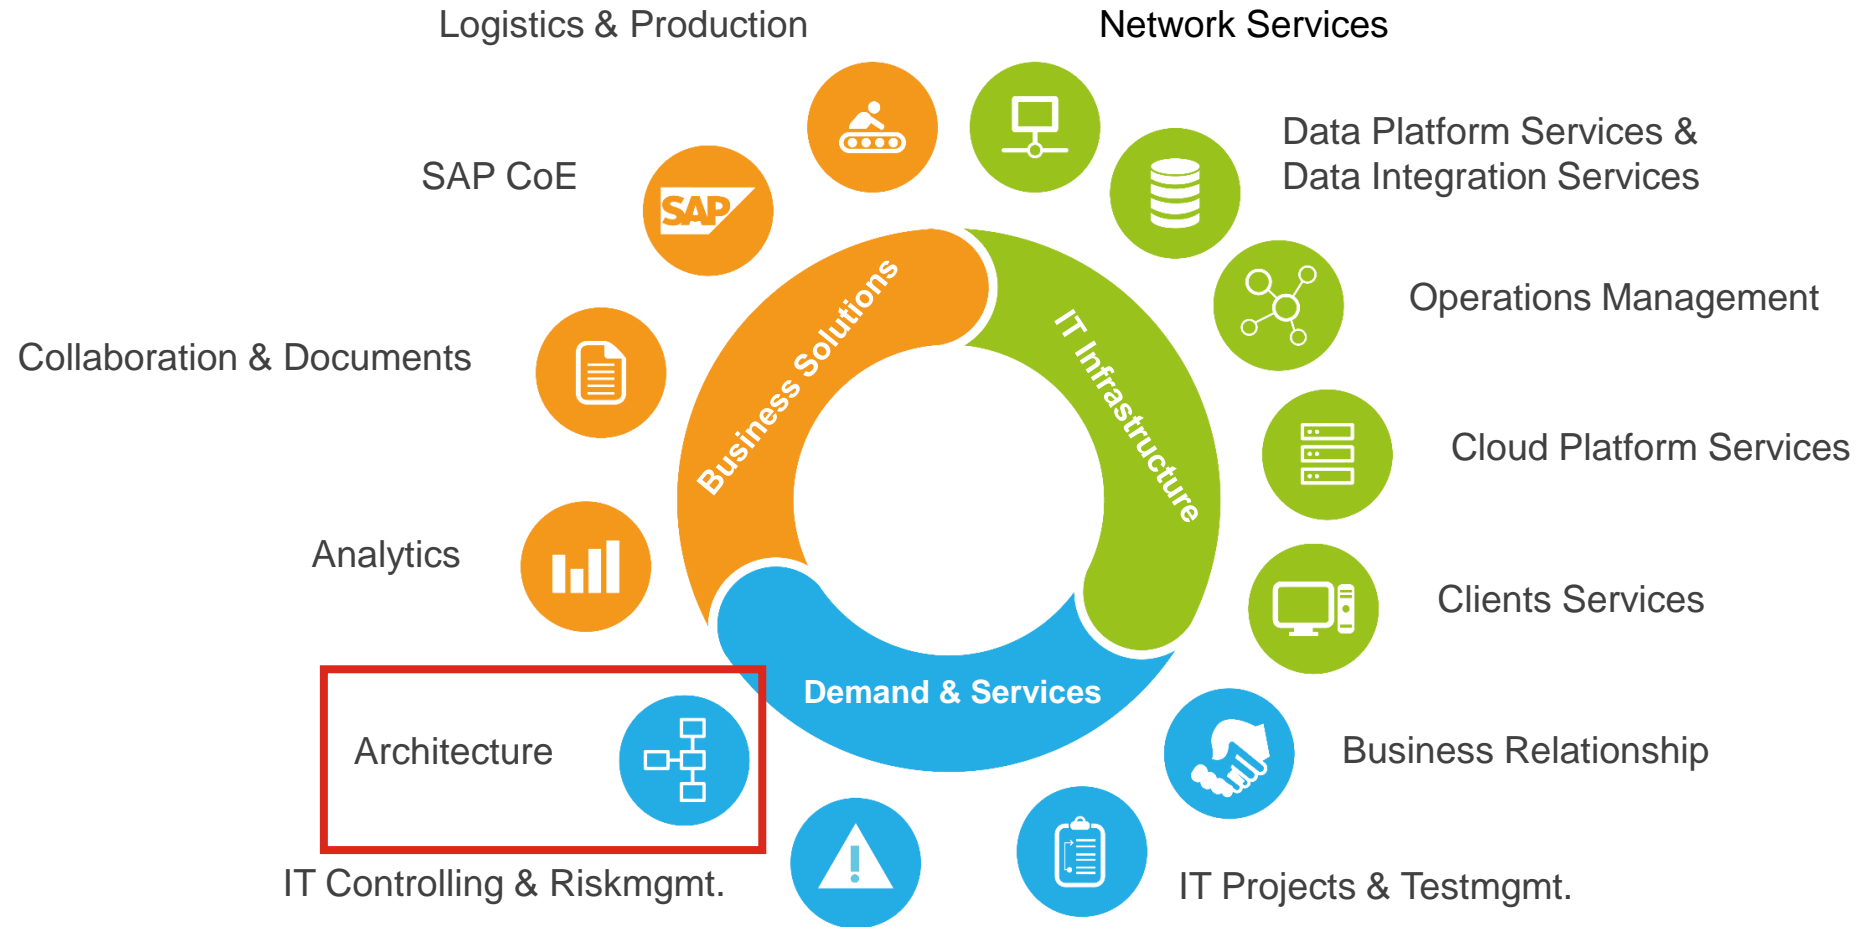 Logistics & Production
Network Services
Data Platform Services &
Data Integration Services
SAP CoE
SAP
Operations Management
Collaboration & Documents
Business Solutions
IT Infrastructure
Cloud Platform Services
Analytics
Clients Services
Demand & Services
Architecture
Business Relationship
IT Controlling & Riskmgmt.
IT Projects & Testmgmt.